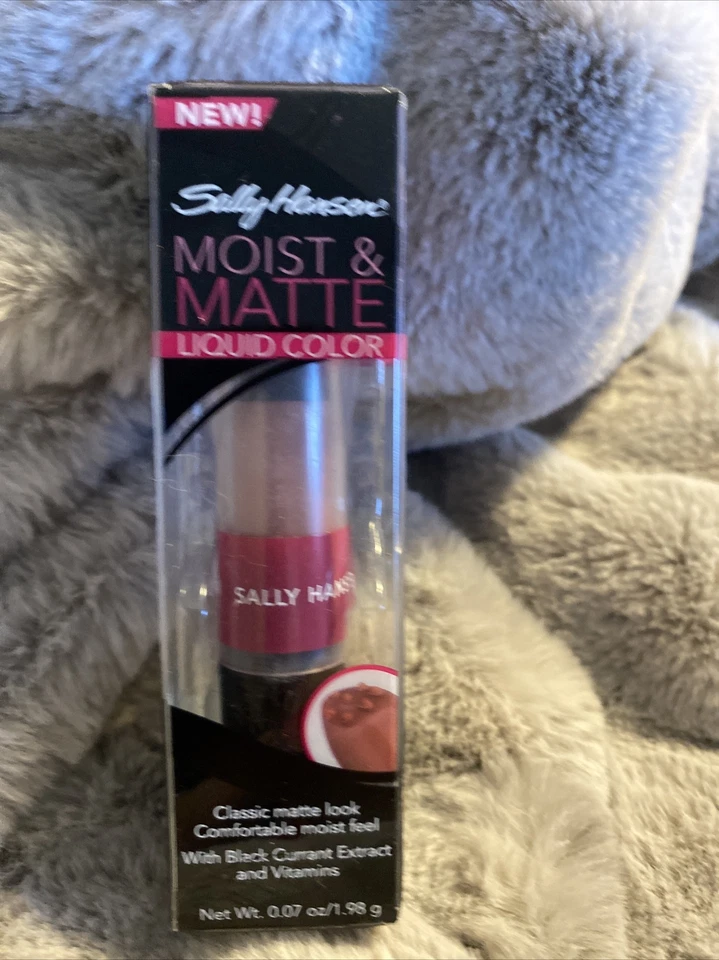 NEW!
Sally Hansen
MOIST &
MATTE
LIQUID COLOR
SALLY HANSE
Classic matte look
Comfortable moist feel
With Black Currant Extract
and Vitamins
Net Wt. 0.07 oz/1.98 g